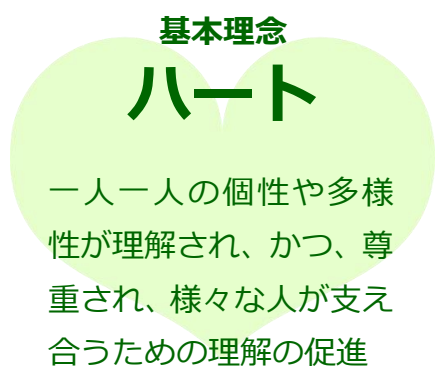 基本理念
ハート
一人一人の個性や多様
性が理解され、かつ、尊
重され、様々な人が支え
合うための理解の促進